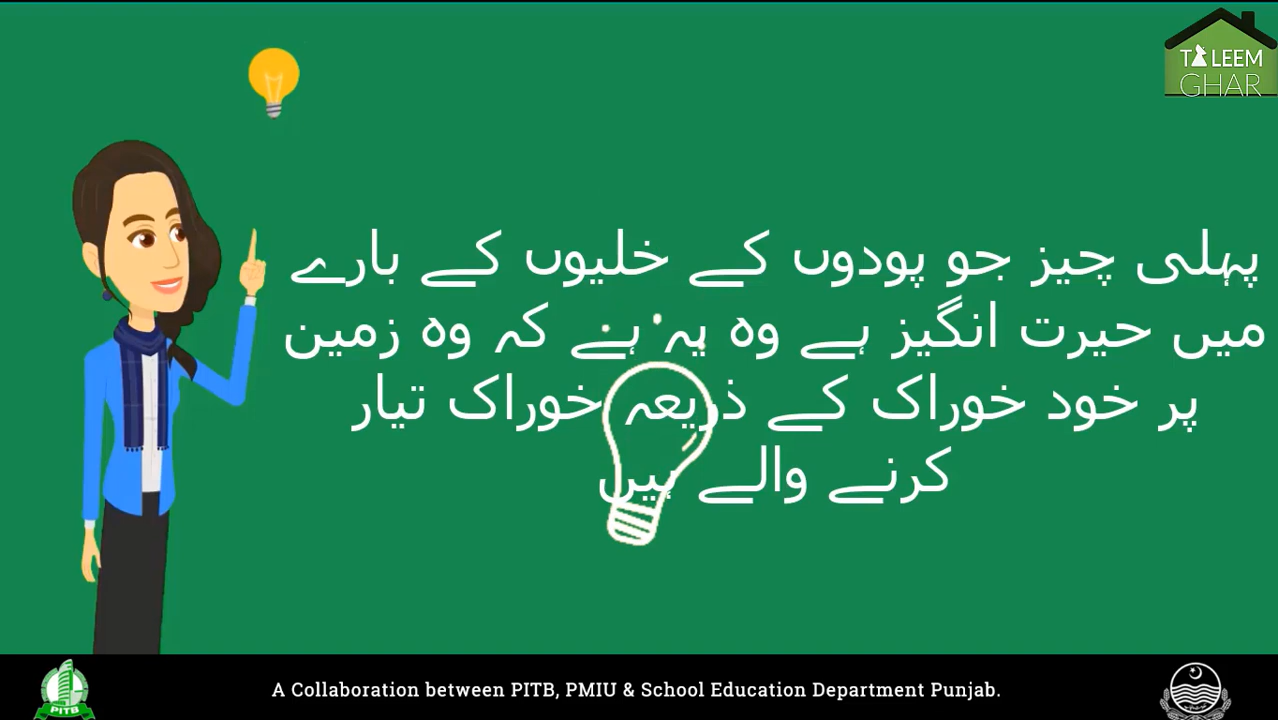 TALEEM
GHAR
پہلی چیز جو پودوں کے خلیوں کے بارے
میں حیرت انگیز ہے وہ یہ ہے کہ وہ زمین
پر خود خوراک کے ذریعہ خوراک تیار
کرنے والے ہیں
PITB
A Collaboration between PITB, PMIU & School Education Department Punjab.